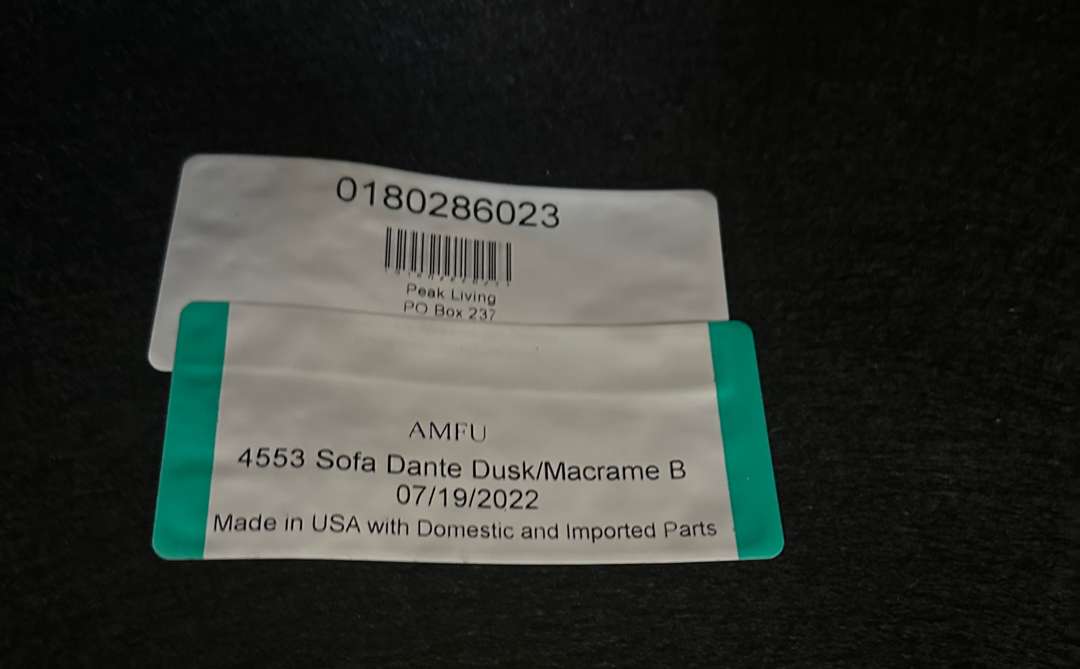 0180286023
Peak Living
PO Box 237
AMFU
4553 Sofa Dante Dusk/Macrame B
07/19/2022
Made in USA with Domestic and Imported Parts